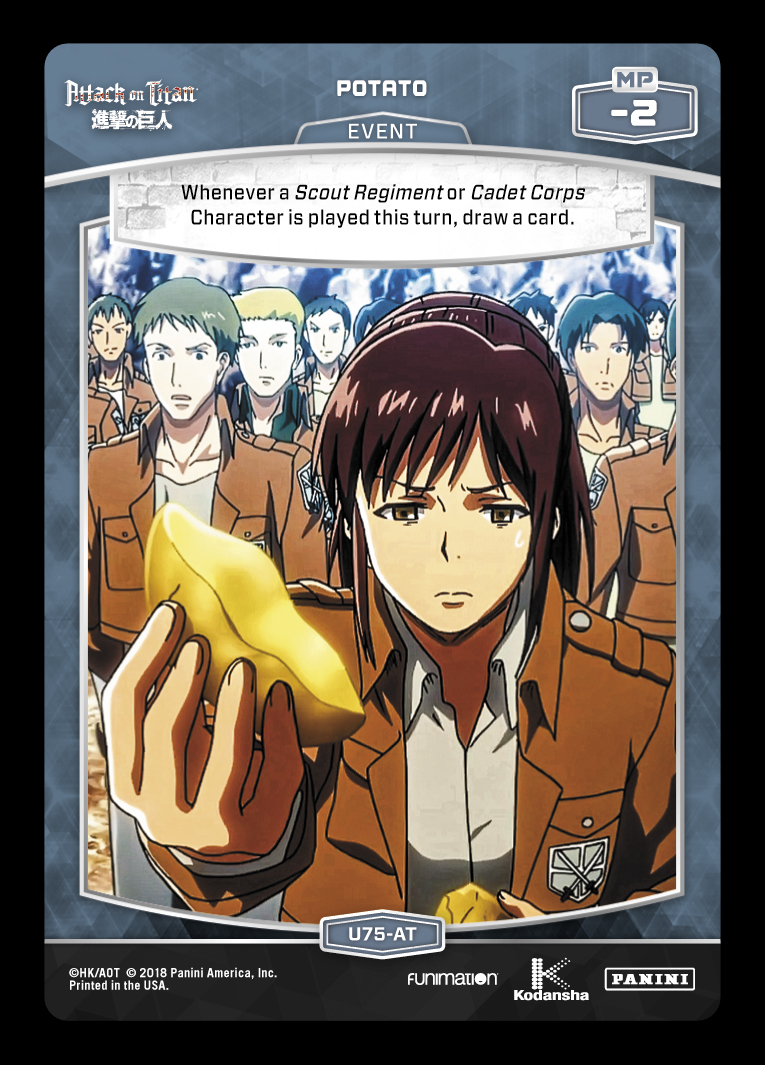 Attack on Titan
進撃の巨人
POTATO
EVENT
MP
-2
Whenever a Scout Regiment or Cadet Corps
Character is played this turn, draw a card.
U75-AT
©HK/AOT © 2018 Panini America, Inc.
Printed in the USA.
FUNIMATION
Kodansha
PANINI